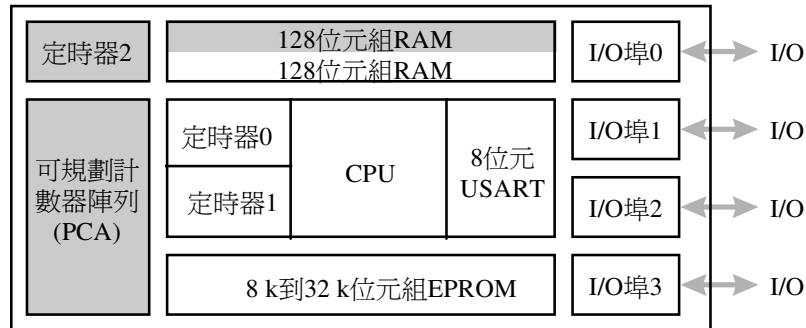 定時器2
128位元組RAM
128位元組RAM
I/O埠0
I/O
可規劃計
數器陣列
(PCA)
定時器0
定時器1
CPU
8位元
USART
I/O埠1
I/O
I/O埠2
I/O
8 k到32 k位元組EPROM
I/O埠3
I/O